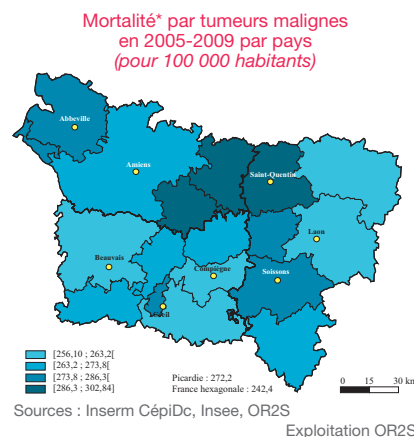 Mortalité* par tumeurs malignes
en 2005-2009 par pays
(pour 100 000 habitants)
Abbeville
Amiens
Saint-Quentin
Laon
Beauvais
Compiègne
Soissons
Creil
[256,10 ; 263,2[
[263,2 ; 273,8[
[273,8 ; 286,3[
[286,3 ; 302,84]
Picardie : 272,2
France hexagonale : 242,4
0 15 30 km
Sources : Inserm CépiDc, Insee, OR2S
Exploitation OR2S